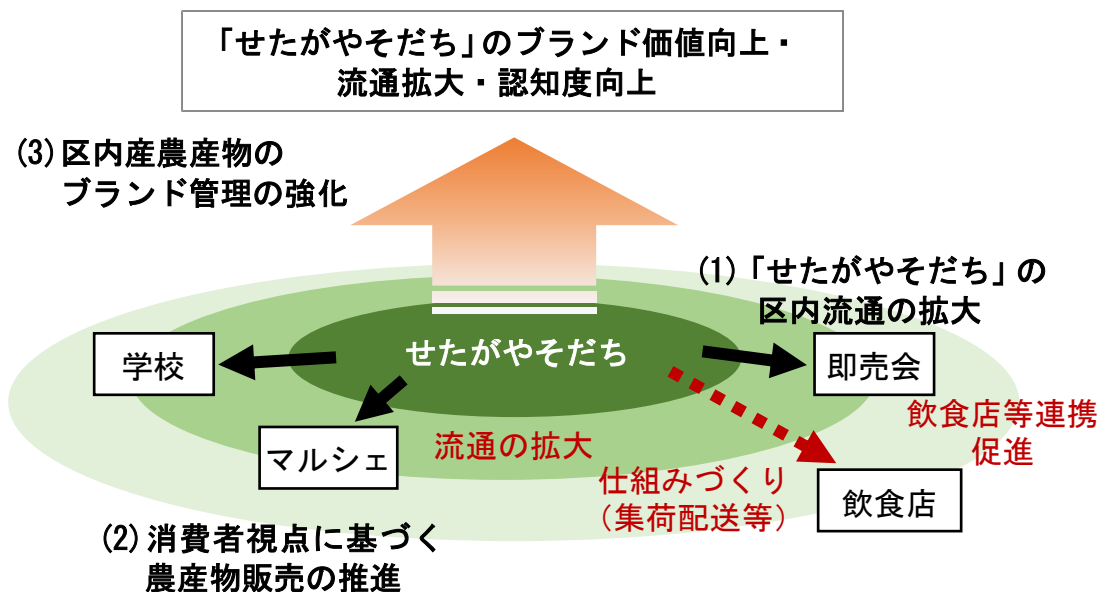 「せたがやそだち」のブランド価値向上・
流通拡大・認知度向上
(3)区内産農産物の
ブランド管理の強化
(1)「せたがやそだち」の
区内流通の拡大
せたがやそだち
学校
即売会
マルシェ
流通の拡大
飲食店等連携
促進
仕組みづくり
(集荷配送等)
飲食店
(2)消費者視点に基づく
農産物販売の推進